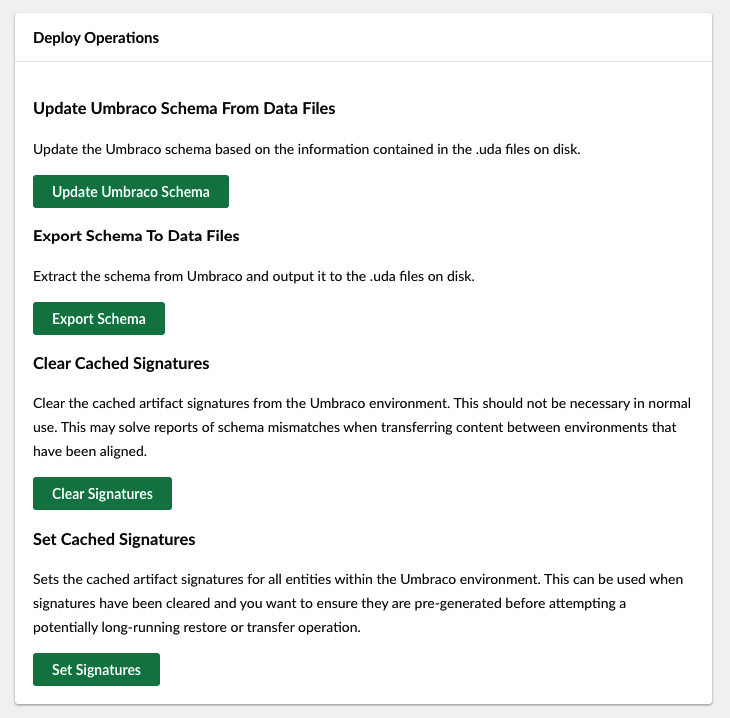 Deploy Operations
Update Umbraco Schema From Data Files
Update the Umbraco schema based on the information contained in the .uda files on disk.
Update Umbraco Schema
Export Schema To Data Files
Extract the schema from Umbraco and output it to the .uda files on disk.
Export Schema
Clear Cached Signatures
Clear the cached artifact signatures from the Umbraco environment. This should not be necessary in normal
use. This may solve reports of schema mismatches when transferring content between environments that
have been aligned.
Clear Signatures
Set Cached Signatures
Sets the cached artifact signatures for all entities within the Umbraco environment. This can be used when
signatures have been cleared and you want to ensure they are pre-generated before attempting a
potentially long-running restore or transfer operation.
Set Signatures